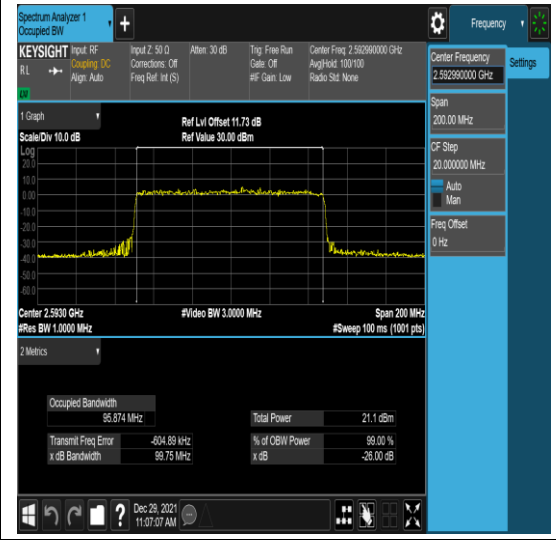 Spectrum Analyzer 1
Occupied BW
Frequency
KEYSIGHT
RL
Input: RF
Coupling: DC
Align: Auto
Input Z: 50 Ω
Corrections: Off
Freq Ref: Int (S)
Atten: 30 dB
Trig: Free Run
Gate: Off
#IF Gain: Low
Center Freq: 2.592990000 GHz
Avg|Hold: 100/100
Radio Std: None
Center Frequency
2.592990000 GHz
Settings
Span
200.00 MHz
CF Step
20.000000 MHz
Auto
Man
Freq Offset
0 Hz
1 Graph
Scale/Div 10.0 dB
Ref Lvl Offset 11.73 dB
Ref Value 30.00 dBm
Log
20.0
10.0
0.00
-10.0
-20.0
-30.0
-40.0
-50.0
-60.0
Center 2.5930 GHz
#Video BW 3.0000 MHz
Span 200 MHz
#Res BW 1.0000 MHz
#Sweep 100 ms (1001 pts)
2 Metrics
Occupied Bandwidth
95.874 MHz
Total Power 21.1 dBm
Transmit Freq Error -604.89 kHz
% of OBW Power 99.00 %
x dB Bandwidth 99.75 MHz
x dB -26.00 dB
Dec 29, 2021
11:07:07 AM